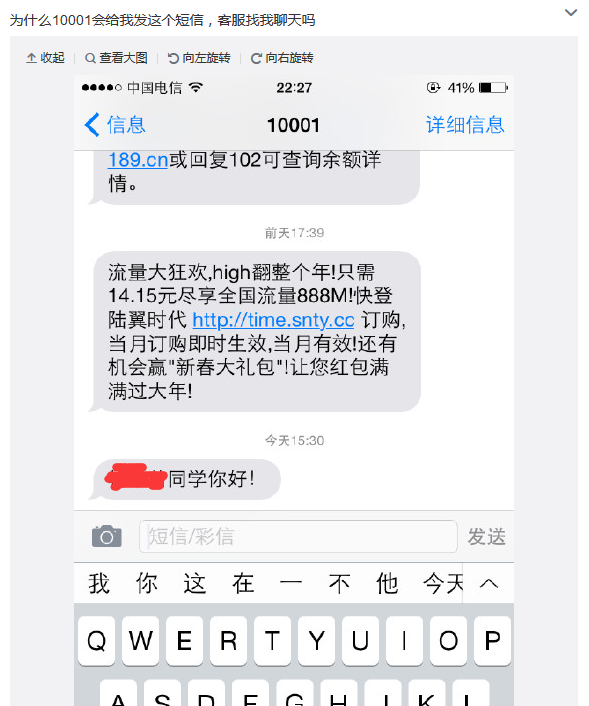 为什么10001会给我发这个短信，客服找我聊天吗
收起 查看大图 向左旋转 向右旋转
中国电信 22:27 41%
信息 10001 详细信息
189.cn或回复102可查询余额详
情。
前天17:39
流量大狂欢,high翻整个年!只需
14.15元尽享全国流量888M!快登
陆翼时代 http://time.snty.cc 订购,
当月订购即时生效,当月有效!还有
机会赢"新春大礼包"!让您红包满
满过大年!
今天15:30
同学你好!
短信/彩信 发送
我 你 这 在 一 不 他 今天
Q W E R T Y U I O P
A S D F G H J K L